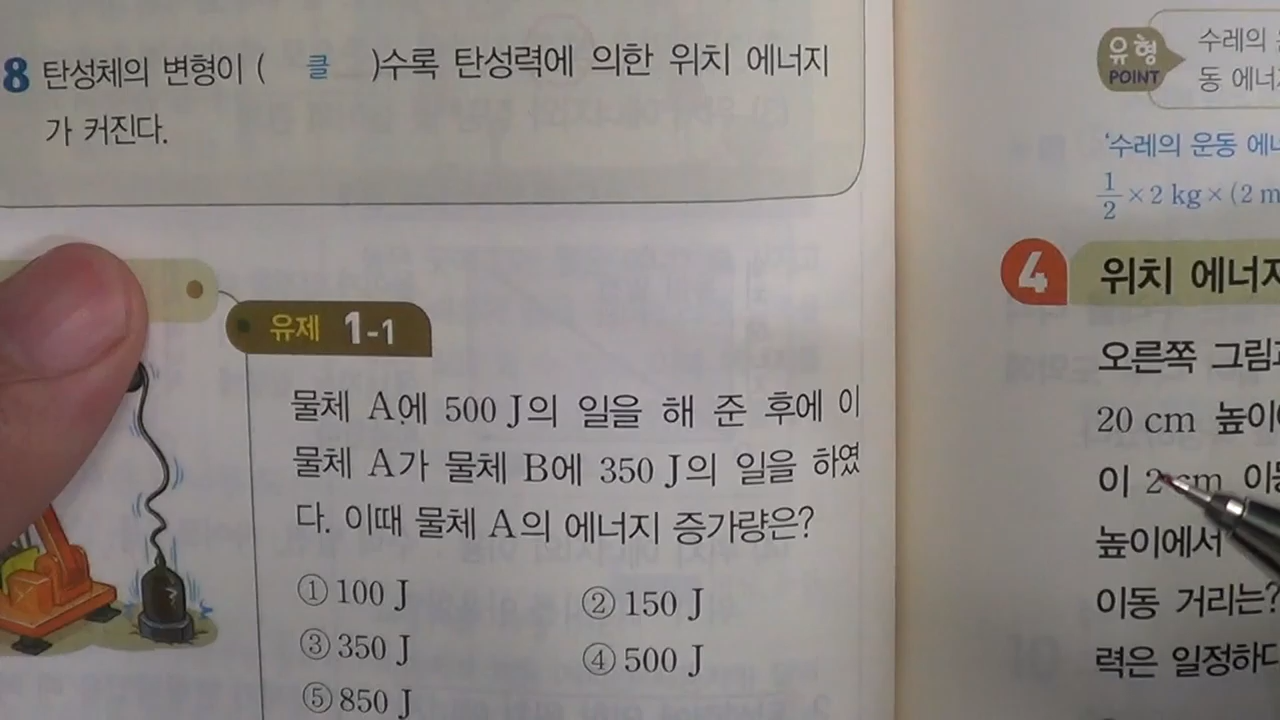 8 탄성체의 변형이 ( 클 )수록 탄성력에 의한 위치 에너지
가 커진다.
유제 1-1
물체 A에 500 J의 일을 해 준 후에 이
물체 A가 물체 B에 350 J의 일을 하였
다. 이때 물체 A의 에너지 증가량은?
① 100 J ② 150 J
③ 350 J ④ 500 J
⑤ 850 J
유형 POINT
수레의
동 에너
'수레의 운동 에너
1/2 × 2 kg × (2 m
4 위치 에너지
오른쪽 그림과
20 cm 높이
이 2 cm 이동
높이에서
이동 거리는?
력은 일정하다